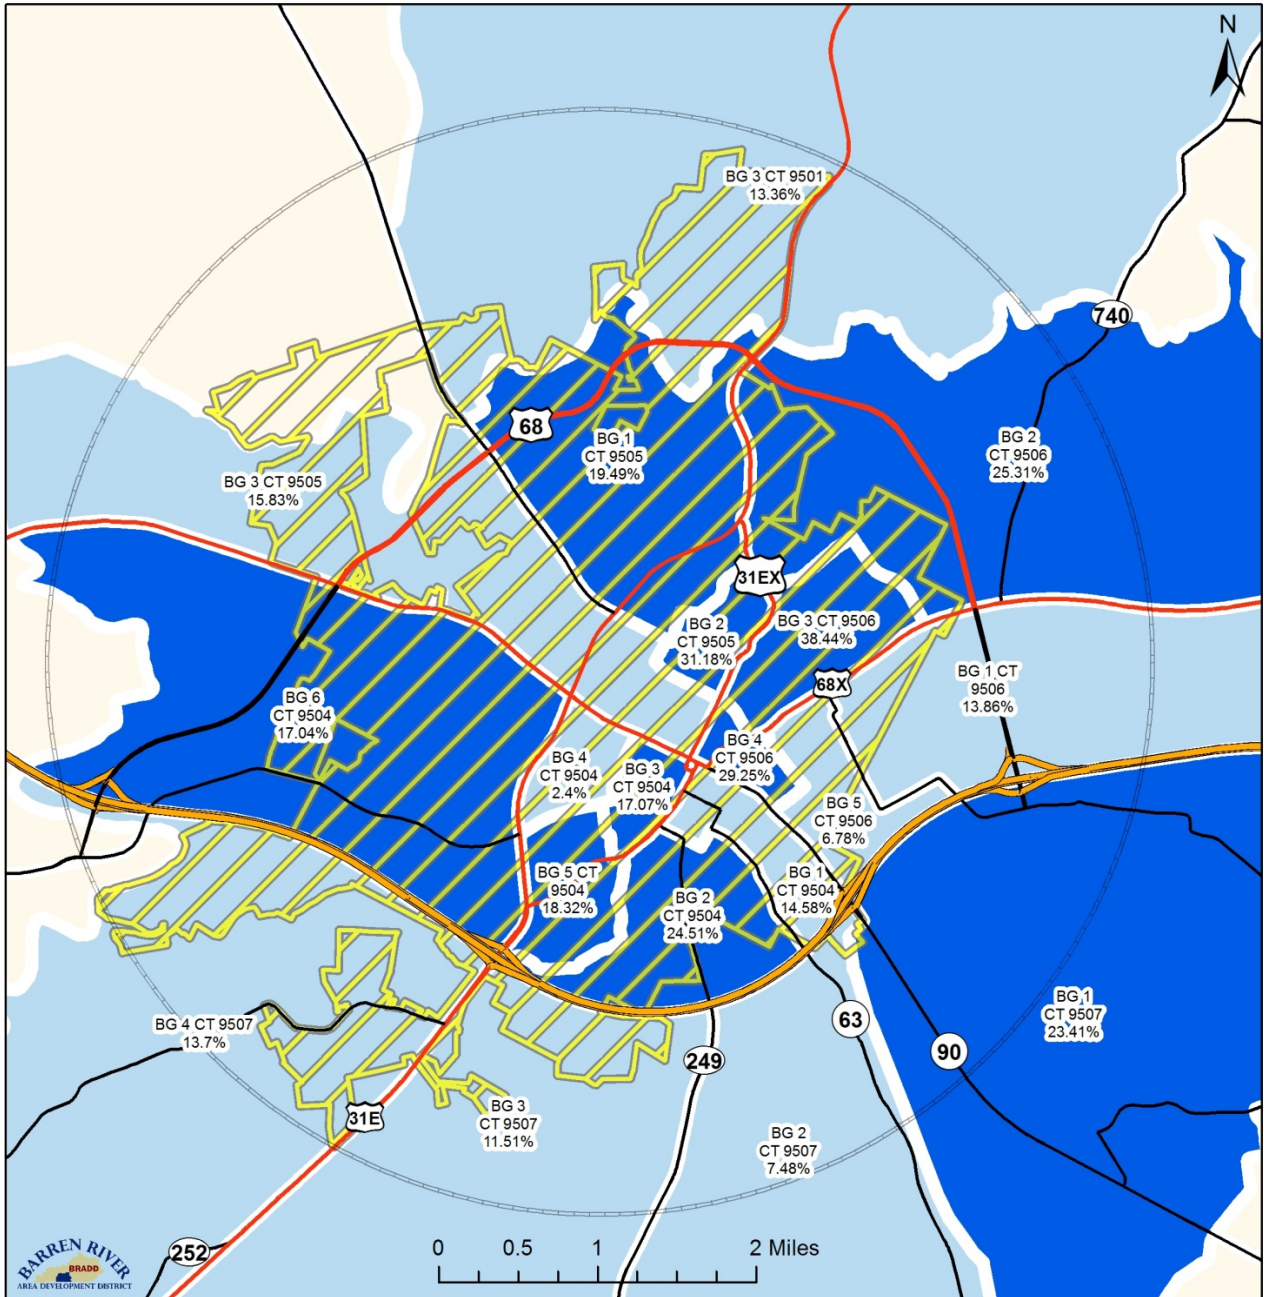 N
BG 3 CT 9501
13.36%
740
68
BG 1
CT 9505
19.49%
BG 2
CT 9506
25.31%
BG 3 CT 9505
15.83%
31EX
BG 2
CT 9505
31.18%
BG 3 CT 9506
38.44%
68X
BG 1 CT
9506
13.86%
BG 6
CT 9504
17.04%
BG 4
CT 9504
2.4%
BG 3
CT 9504
17.07%
BG 4
CT 9506
29.25%
BG 5
CT 9506
6.78%
BG 5 CT
9504
18.32%
BG 2
CT 9504
24.51%
BG 1
CT 9504
14.58%
BG 4 CT 9507
13.7%
BG 1
CT 9507
23.41%
63
90
249
31E
BG 3
CT 9507
11.51%
BG 2
CT 9507
7.48%
252
BARREN RIVER
BRADD
AREA DEVELOPMENT DISTRICT
0 0.5 1 2 Miles